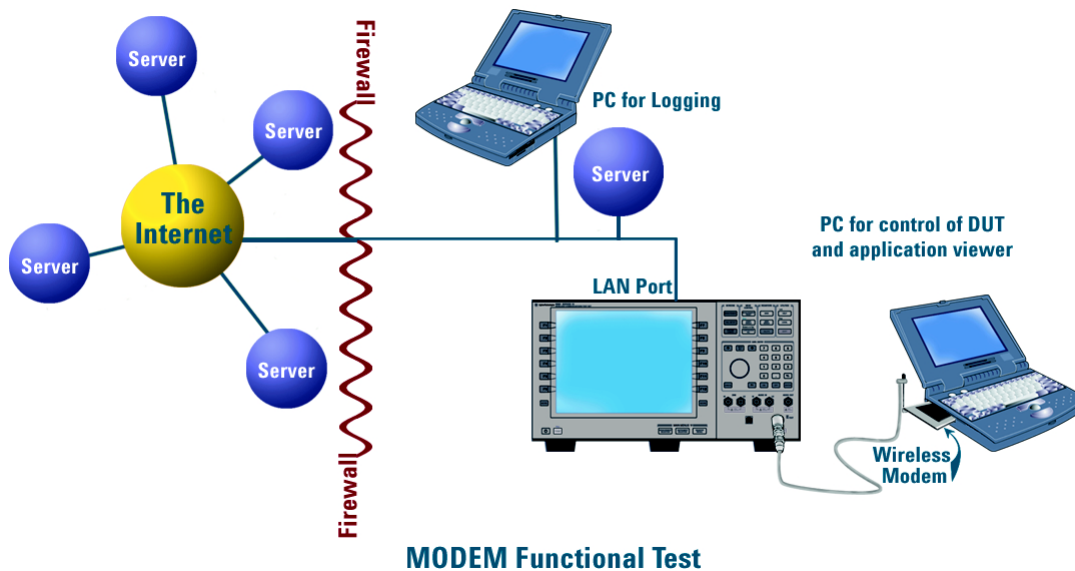 Server
Firewall
Server
PC for Logging
Server
The
Internet
Server
PC for control of DUT
and application viewer
LAN Port
Server
Wireless
Modem
Firewall
MODEM Functional Test